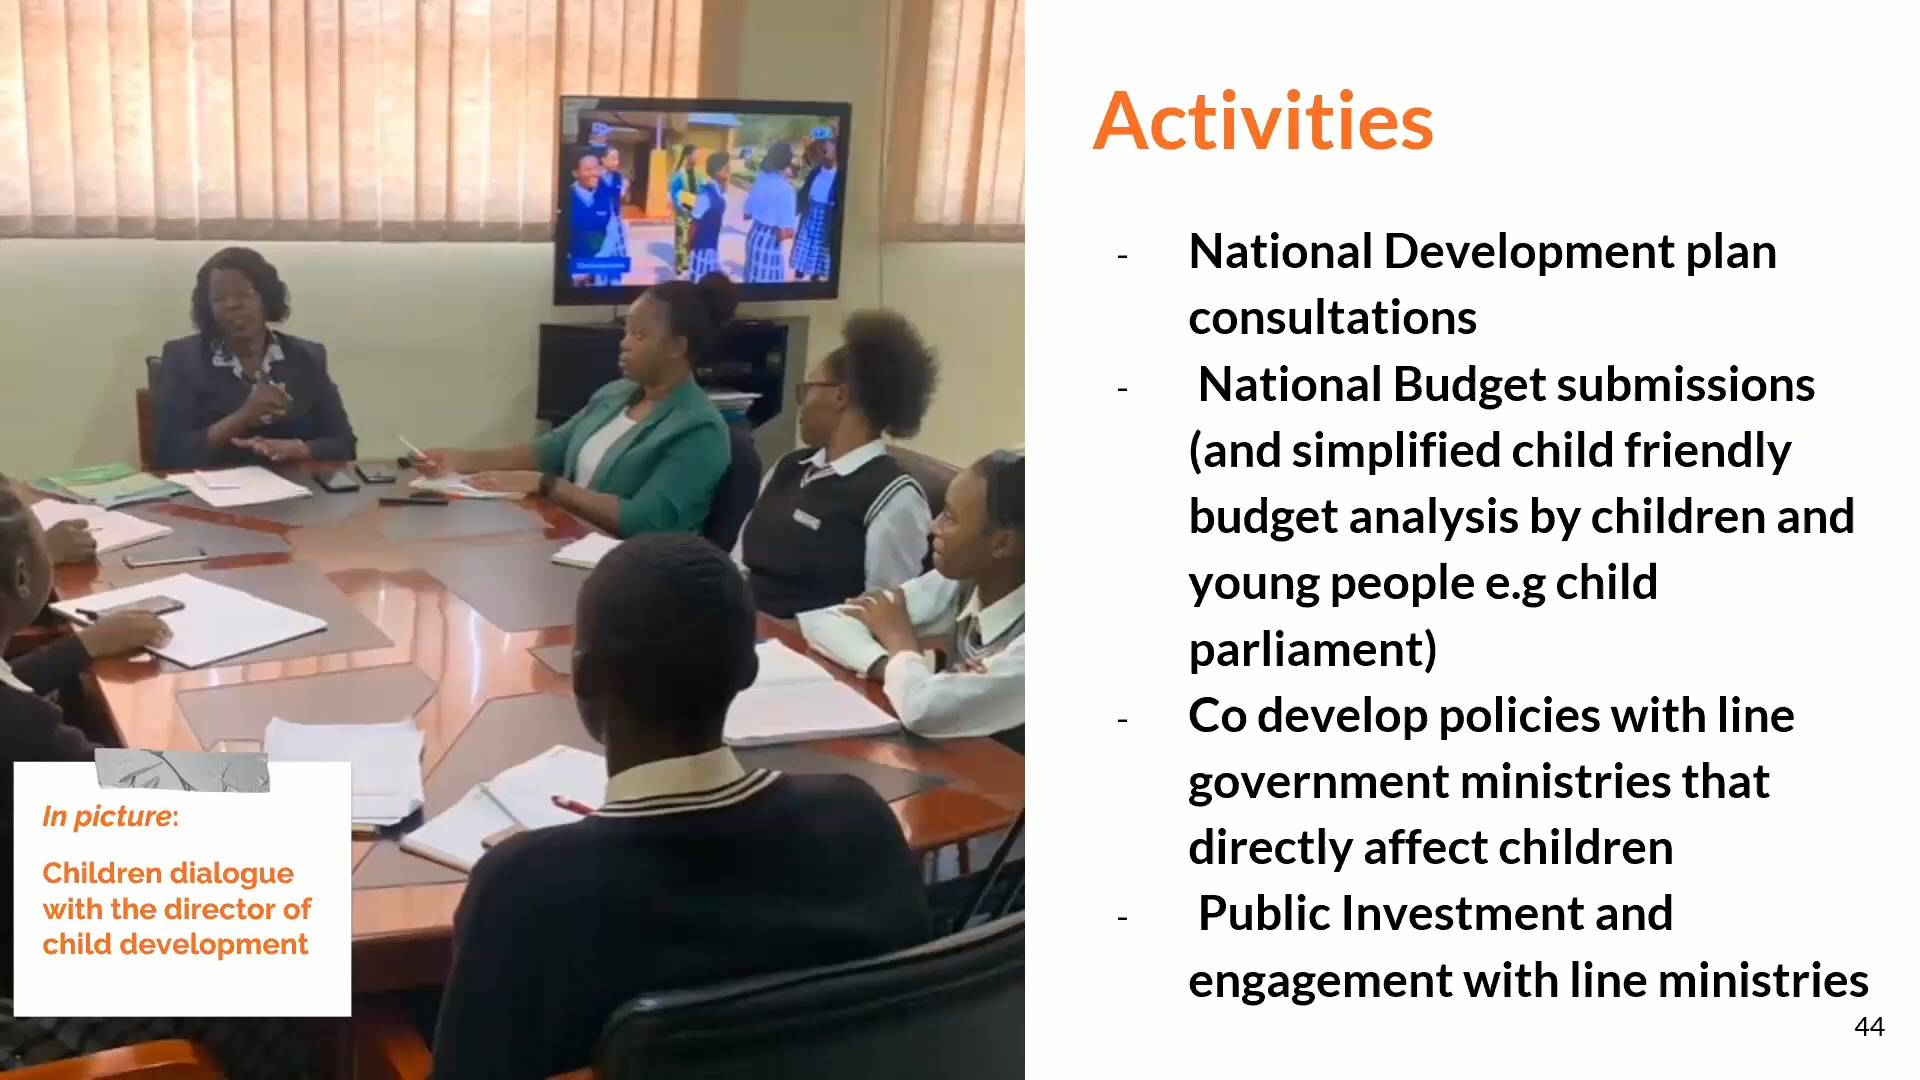 Activities
- National Development plan
consultations
- National Budget submissions
(and simplified child friendly
budget analysis by children and
young people e.g child
parliament)
- Co develop policies with line
government ministries that
directly affect children
- Public Investment and
engagement with line ministries
In picture:
Children dialogue
with the director of
child development
44